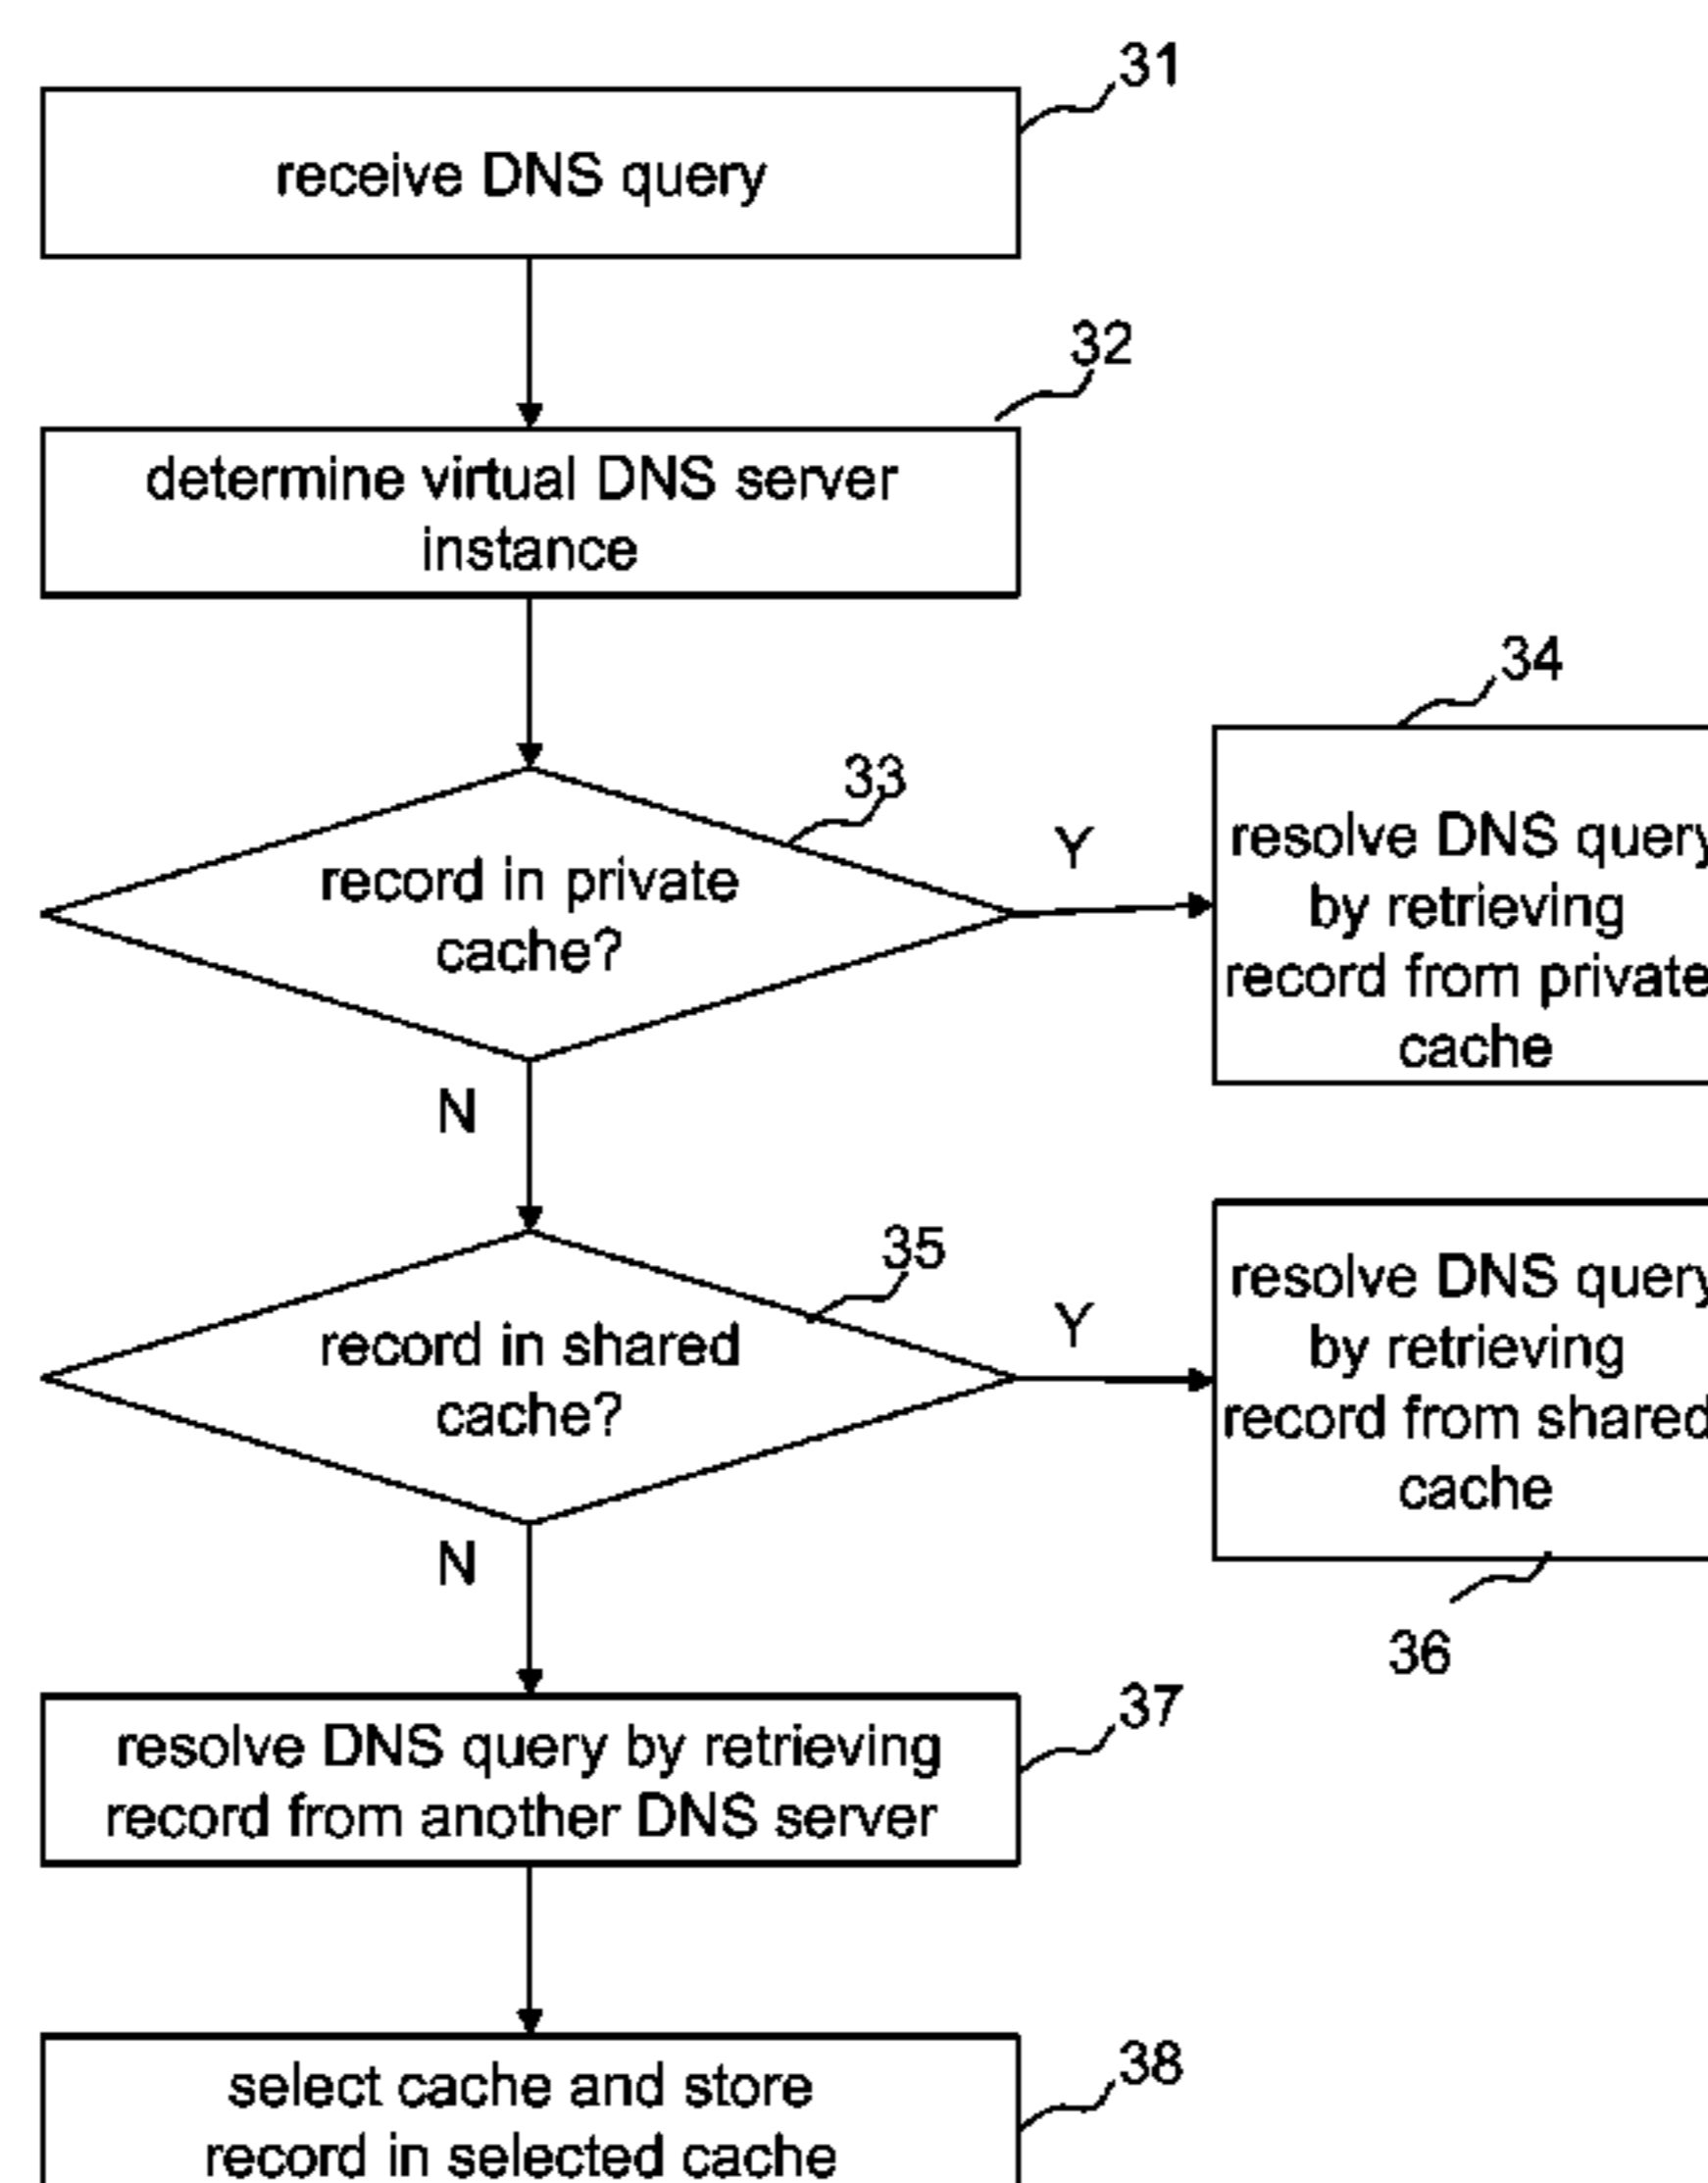 31
receive DNS query
32
determine virtual DNS server
instance
34
33
record in private
cache?
Y
resolve DNS query
by retrieving
record from private
cache
N
35
record in shared
cache?
Y
resolve DNS query
by retrieving
record from shared
cache
N
36
37
resolve DNS query by retrieving
record from another DNS server
38
select cache and store
record in selected cache